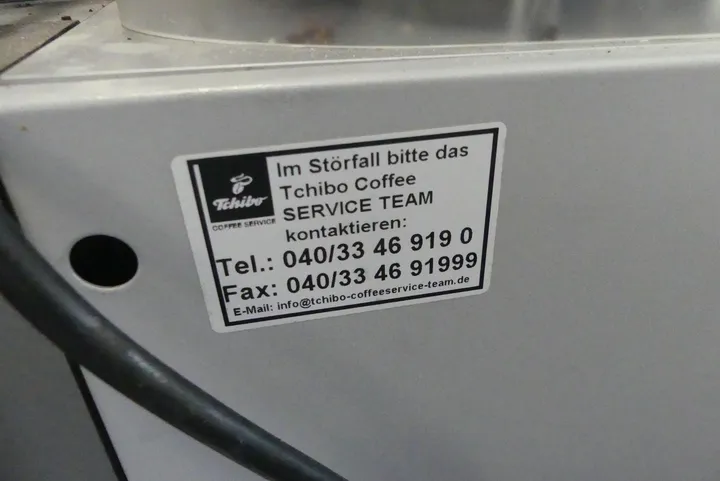 Tchibo
COFFEE SERVICE
Im Störfall bitte das
Tchibo Coffee
SERVICE TEAM
kontaktieren:
Tel.: 040/33 46 919 0
Fax: 040/33 46 91999
E-Mail: info@tchibo-coffeeservice-team.de